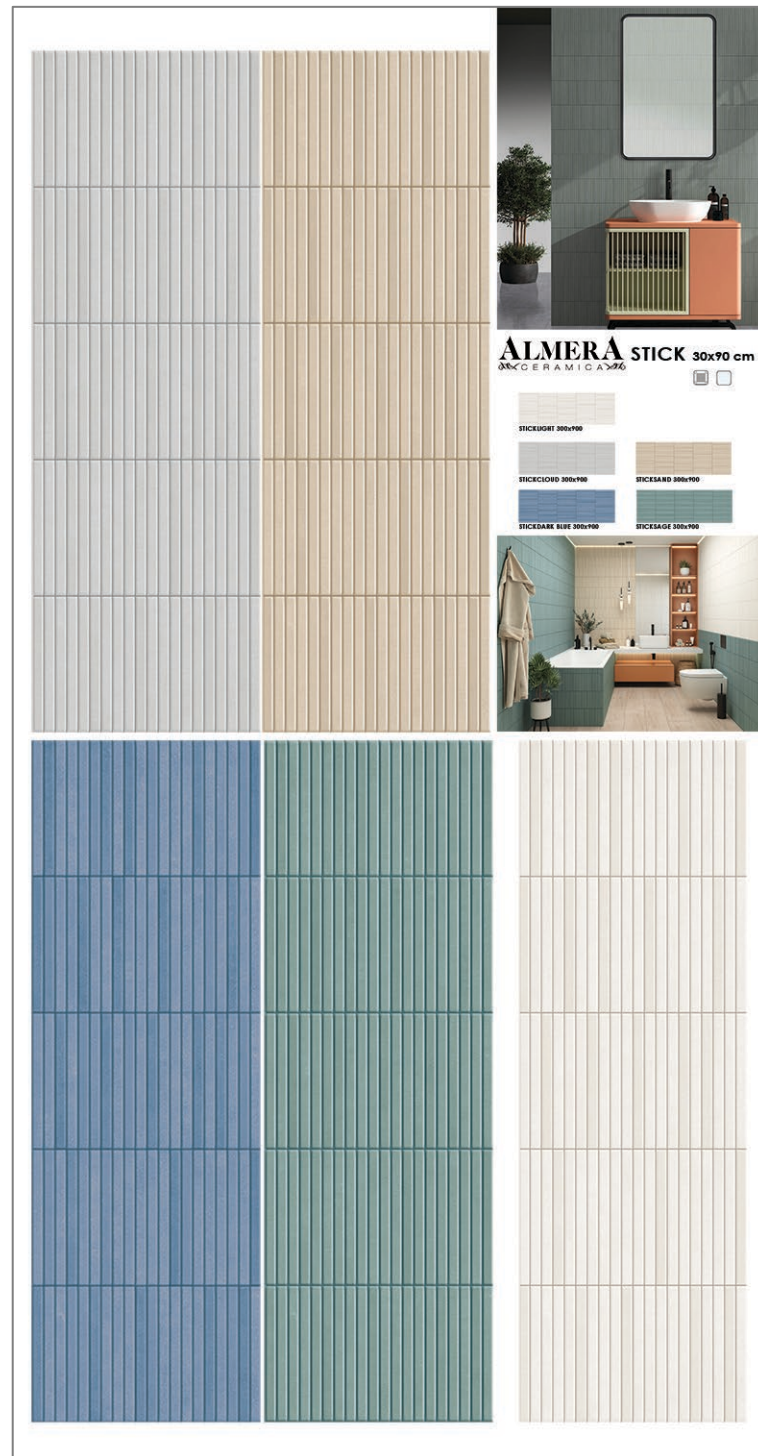 ALMERA STICK 30x90 cm
CERAMICA
STICKLIGHT 300x900
STICKCLOUD 300x900
STICKSAND 300x900
STICKDARK BLUE 300x900
STICKSAGE 300x900